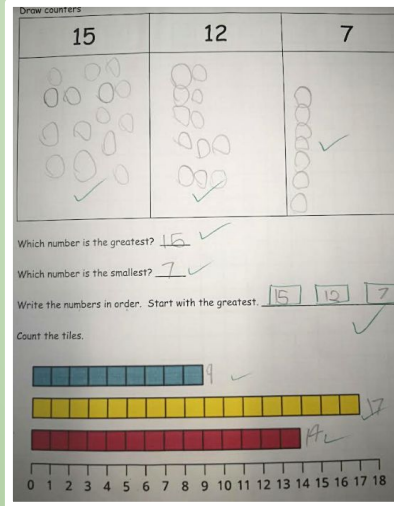 Draw counters
15 12 7
Which number is the greatest? 15
Which number is the smallest? 7
Write the numbers in order. Start with the greatest. 15 12 7
Count the tiles.
9
17
14
0 1 2 3 4 5 6 7 8 9 10 11 12 13 14 15 16 17 18